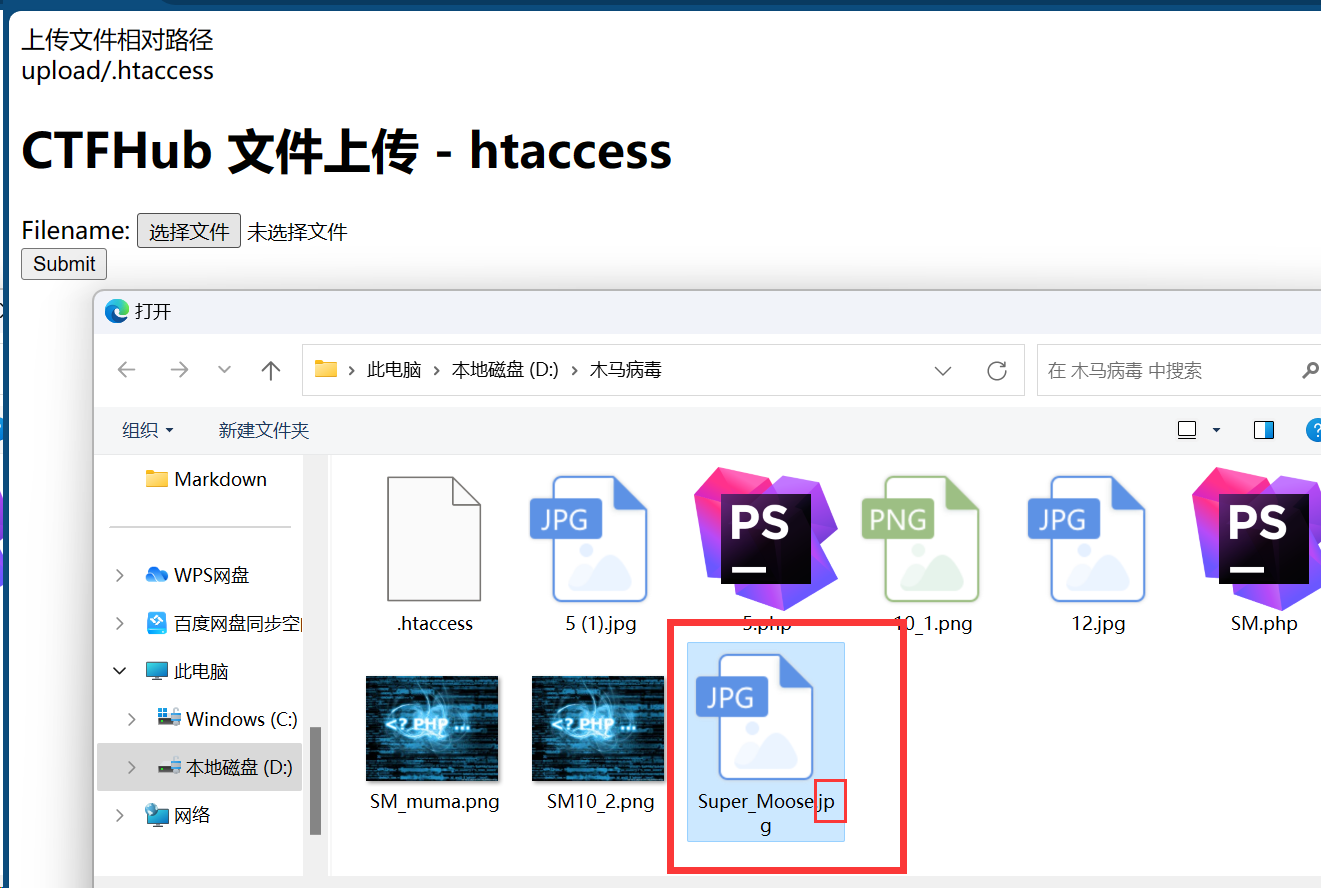 上传文件相对路径
upload/.htaccess
CTFHub 文件上传 - htaccess
Filename: 选择文件 未选择文件
Submit
打开
此电脑 › 本地磁盘 (D:) › 木马病毒
在 木马病毒 中搜索
组织 新建文件夹
Markdown
WPS网盘
百度网盘同步空
此电脑
Windows (C:)
本地磁盘 (D:)
网络
JPG
PS
PNG
JPG
PS
.htaccess
5 (1).jpg
5.php
10_1.png
12.jpg
SM.php
<? PHP ...
<? PHP ...
JPG
SM_muma.png
SM10_2.png
Super_Moose.jp
g